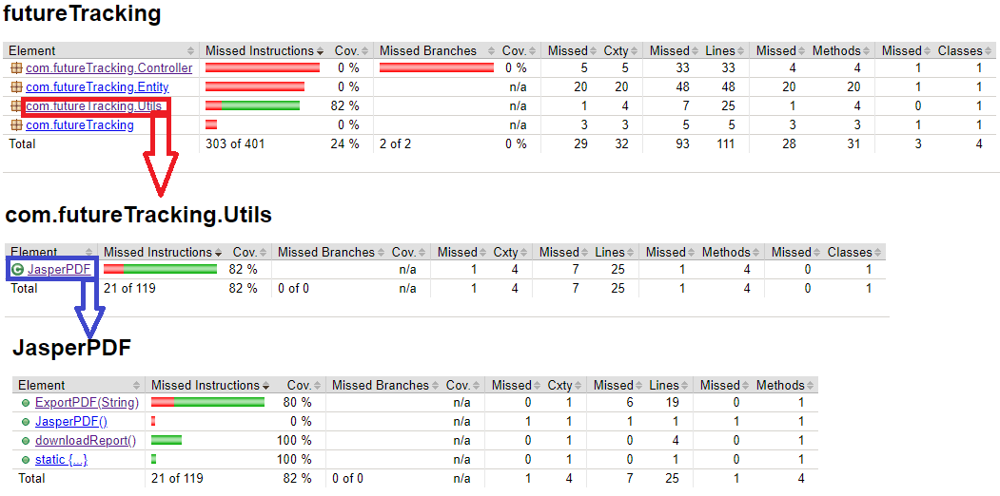 futureTracking
Element Missed Instructions Cov. Missed Branches Cov. Missed Cxty Missed Lines Missed Methods Missed Classes
com.futureTracking.Controller 0 % 0 % 5 5 33 33 4 4 1 1
com.futureTracking.Entity 0 % n/a 20 20 48 48 20 20 1 1
com.futureTracking.Utils 82 % n/a 1 4 7 25 1 4 0 1
com.futureTracking 0 % n/a 3 3 5 5 3 3 1 1
Total 303 of 401 24 % 2 of 2 0 % 29 32 93 111 28 31 3 4
com.futureTracking.Utils
Element Missed Instructions Cov. Missed Branches Cov. Missed Cxty Missed Lines Missed Methods Missed Classes
C JasperPDF 82 % n/a 1 4 7 25 1 4 0 1
Total 21 of 119 82 % 0 of 0 n/a 1 4 7 25 1 4 0 1
JasperPDF
Element Missed Instructions Cov. Missed Branches Cov. Missed Cxty Missed Lines Missed Methods
ExportPDF(String) 80 % n/a 0 1 6 19 0 1
JasperPDF() 0 % n/a 1 1 1 1 1 1
downloadReport() 100 % n/a 0 1 0 4 0 1
static {...} 100 % n/a 0 1 0 1 0 1
Total 21 of 119 82 % 0 of 0 n/a 1 4 7 25 1 4